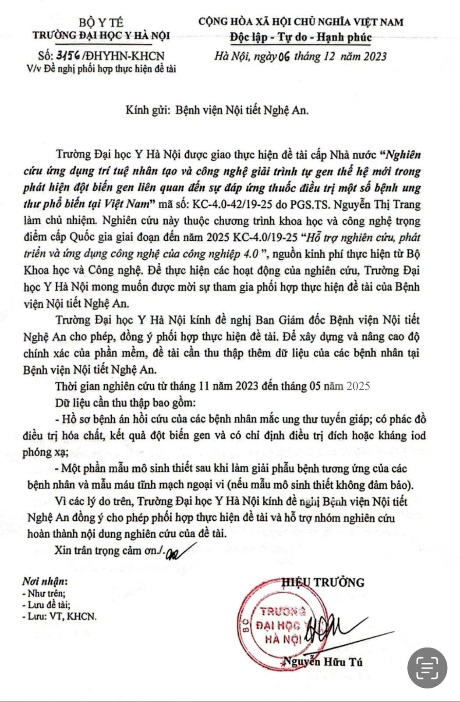 BỘ Y TẾ
TRƯỜNG ĐẠI HỌC Y HÀ NỘI
Số: 3156/ĐHYHN-KHCN
V/v Đề nghị phối hợp thực hiện đề tài
CỘNG HÒA XÃ HỘI CHỦ NGHĨA VIỆT NAM
Độc lập - Tự do - Hạnh phúc
Hà Nội, ngày 06 tháng 12 năm 2023
Kính gửi: Bệnh viện Nội tiết Nghệ An.
Trường Đại học Y Hà Nội được giao thực hiện đề tài cấp Nhà nước “Nghiên
cứu ứng dụng trí tuệ nhân tạo và công nghệ giải trình tự gen thế hệ mới trong
phát hiện đột biến gen liên quan đến sự đáp ứng thuốc điều trị một số bệnh ung
thư phổ biến tại Việt Nam” mã số: KC-4.0-42/19-25 do PGS.TS. Nguyễn Thị Trang
làm chủ nhiệm. Nghiên cứu này thuộc chương trình khoa học và công nghệ trọng
điểm cấp Quốc gia giai đoạn đến năm 2025 KC-4.0/19-25 “Hỗ trợ nghiên cứu, phát
triển và ứng dụng công nghệ của công nghiệp 4.0”, nguồn kinh phí thực hiện từ Bộ
Khoa học và Công nghệ. Để thực hiện các hoạt động của nghiên cứu, Trường Đại
học Y Hà Nội mong muốn được mời sự tham gia phối hợp thực hiện đề tài của Bệnh
viện Nội tiết Nghệ An.
Trường Đại học Y Hà Nội kính đề nghị Ban Giám đốc Bệnh viện Nội tiết
Nghệ An cho phép, đồng ý phối hợp thực hiện đề tài. Để xây dựng và nâng cao độ
chính xác của phần mềm, đề tài cần thu thập thêm dữ liệu của các bệnh nhân tại
Bệnh viện Nội tiết Nghệ An.
Thời gian nghiên cứu từ tháng 11 năm 2023 đến tháng 05 năm 2025
Dữ liệu cần thu thập bao gồm:
- Hồ sơ bệnh án hồi cứu của các bệnh nhân mắc ung thư tuyến giáp; có phác đồ
điều trị hóa chất, kết quả đột biến gen và có chỉ định điều trị đích hoặc kháng iod
phóng xạ;
- Một phần mẫu mô sinh thiết sau khi làm giải phẫu bệnh tương ứng của các
bệnh nhân và mẫu máu tĩnh mạch ngoại vi (nếu mẫu mô sinh thiết không đảm bảo).
Vì các lý do trên, Trường Đại học Y Hà Nội kính đề nghị Bệnh viện Nội tiết
Nghệ An đồng ý cho phép phối hợp thực hiện đề tài và hỗ trợ nhóm nghiên cứu
hoàn thành nội dung nghiên cứu của đề tài.
Xin trân trọng cảm ơn./.
Nơi nhận:
- Như trên;
- Lưu đề tài;
- Lưu: VT, KHCN.
HIỆU TRƯỞNG
TRƯỜNG
ĐẠI HỌC Y
HÀ NỘI
Nguyễn Hữu Tú